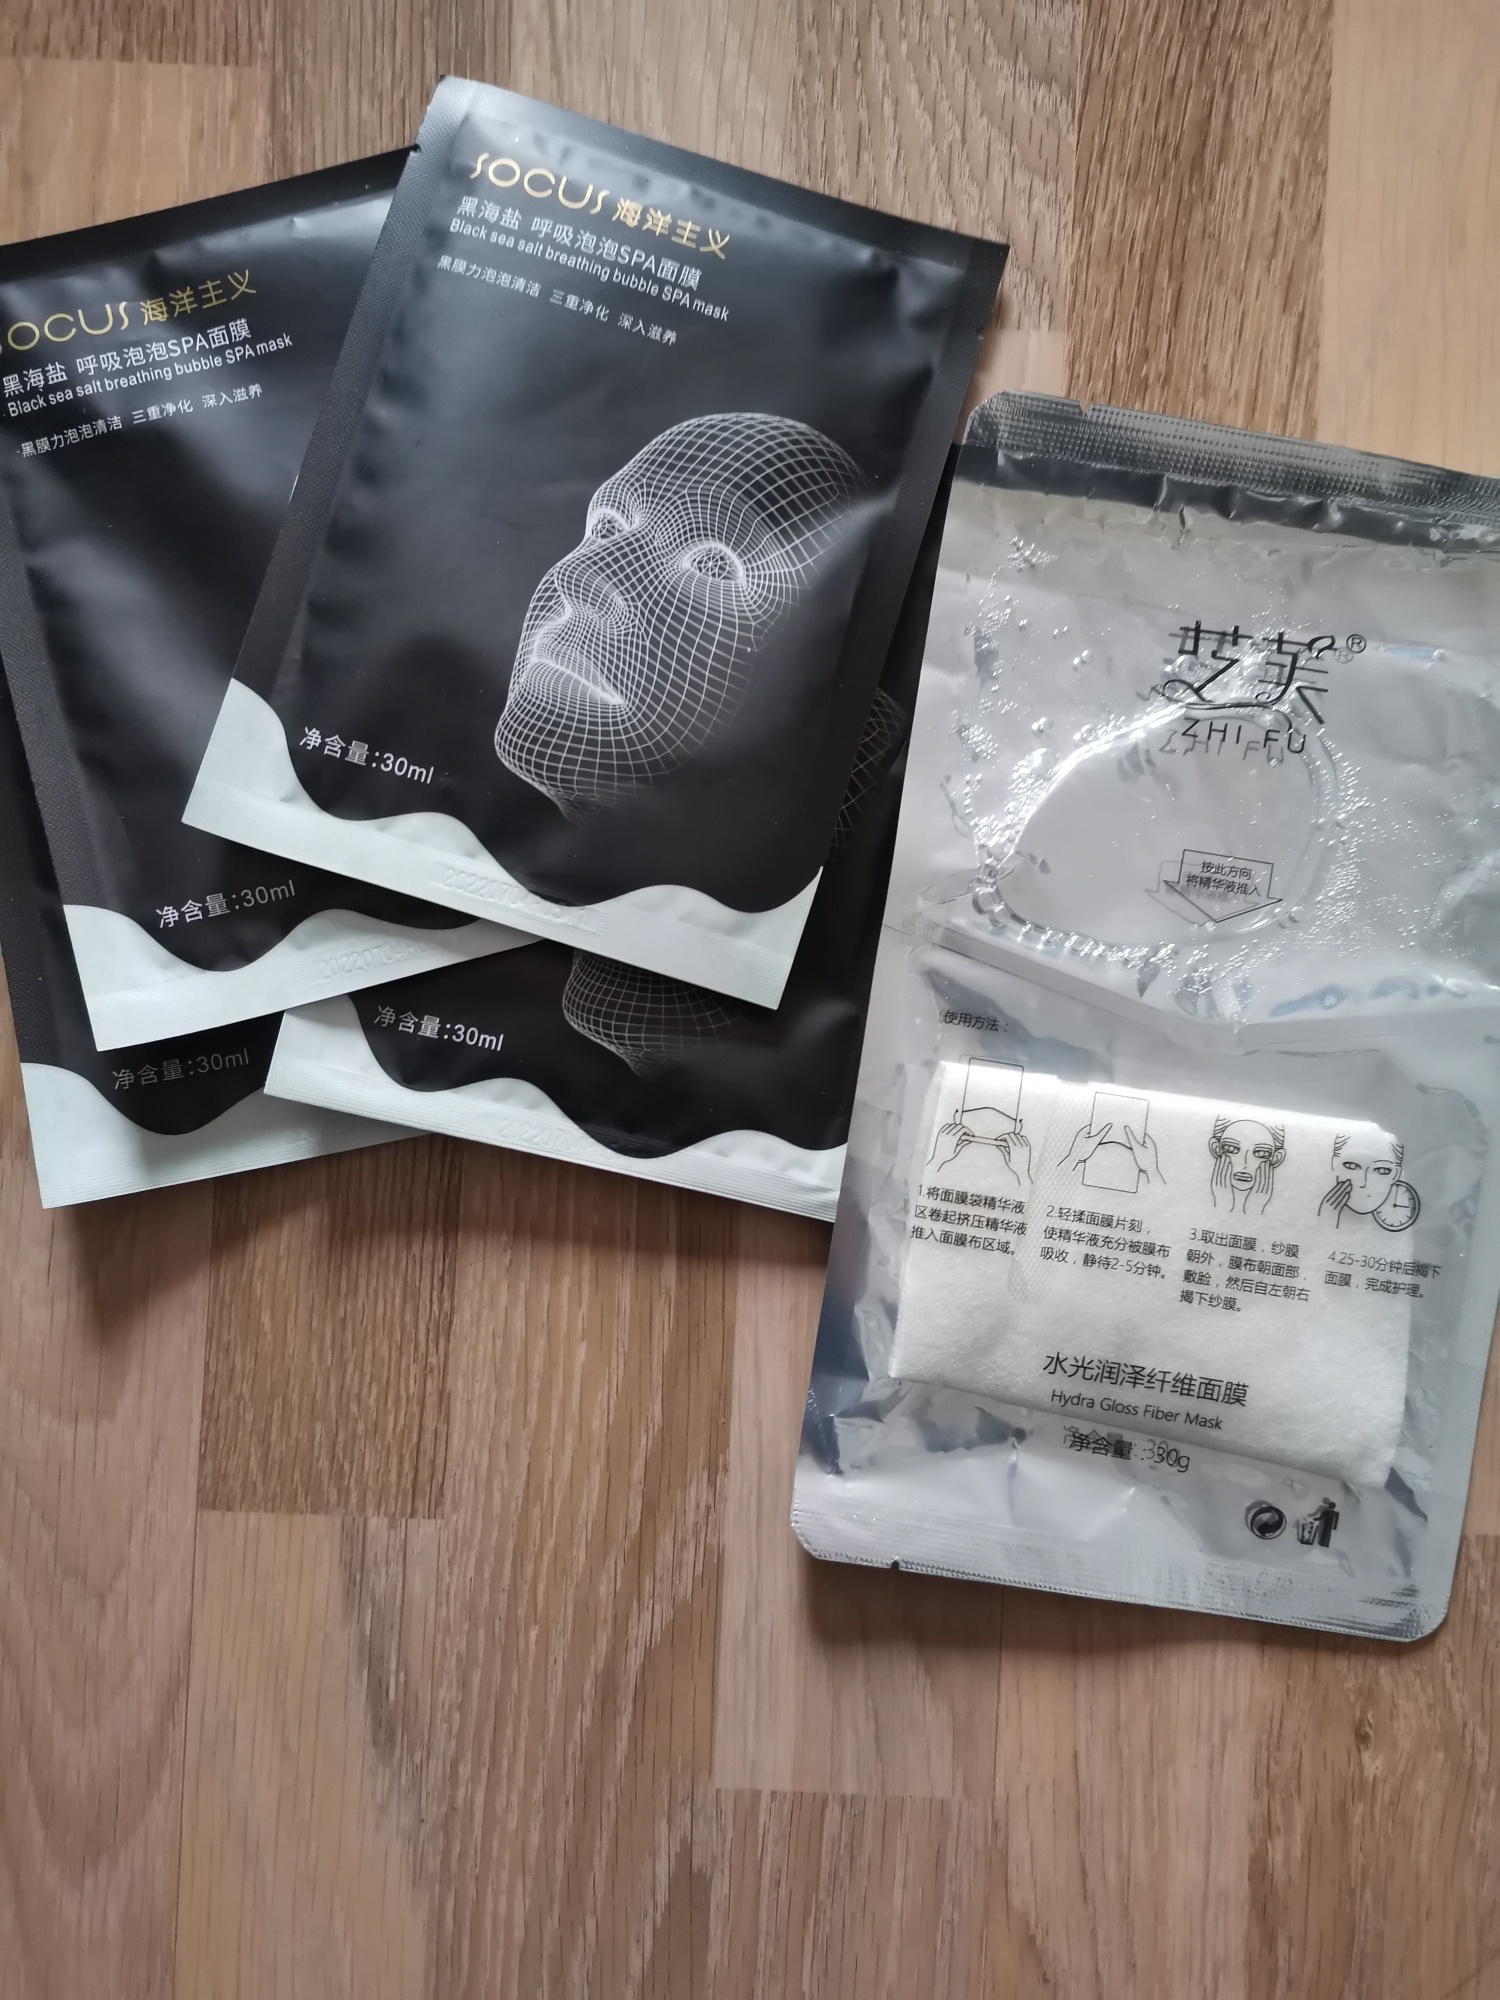 SOCUS 海洋主义
黑海盐 呼吸泡泡SPA面膜
Black sea salt breathing bubble SPA mask
黑膜力泡泡清洁 三重净化 深入滋养
净含量:30ml
OCUS 海洋主义
黑海盐 呼吸泡泡SPA面膜
Black sea salt breathing bubble SPA mask
黑膜力泡泡清洁 三重净化 深入滋养
净含量:30ml
净含量:30ml
净含量:30ml
芝芙®
ZHI FU
按此方向
将精华液推入
使用方法:
1.将面膜袋精华液
区卷起挤压精华液
推入面膜布区域。
2.轻揉面膜片刻,
使精华液充分被膜布
吸收,静待2-5分钟。
3.取出面膜,纱膜
朝外,膜布朝面部,
敷脸,然后自左朝右
揭下纱膜。
4.25-30分钟后揭下
面膜,完成护理。
水光润泽纤维面膜
Hydra Gloss Fiber Mask
净含量:30g